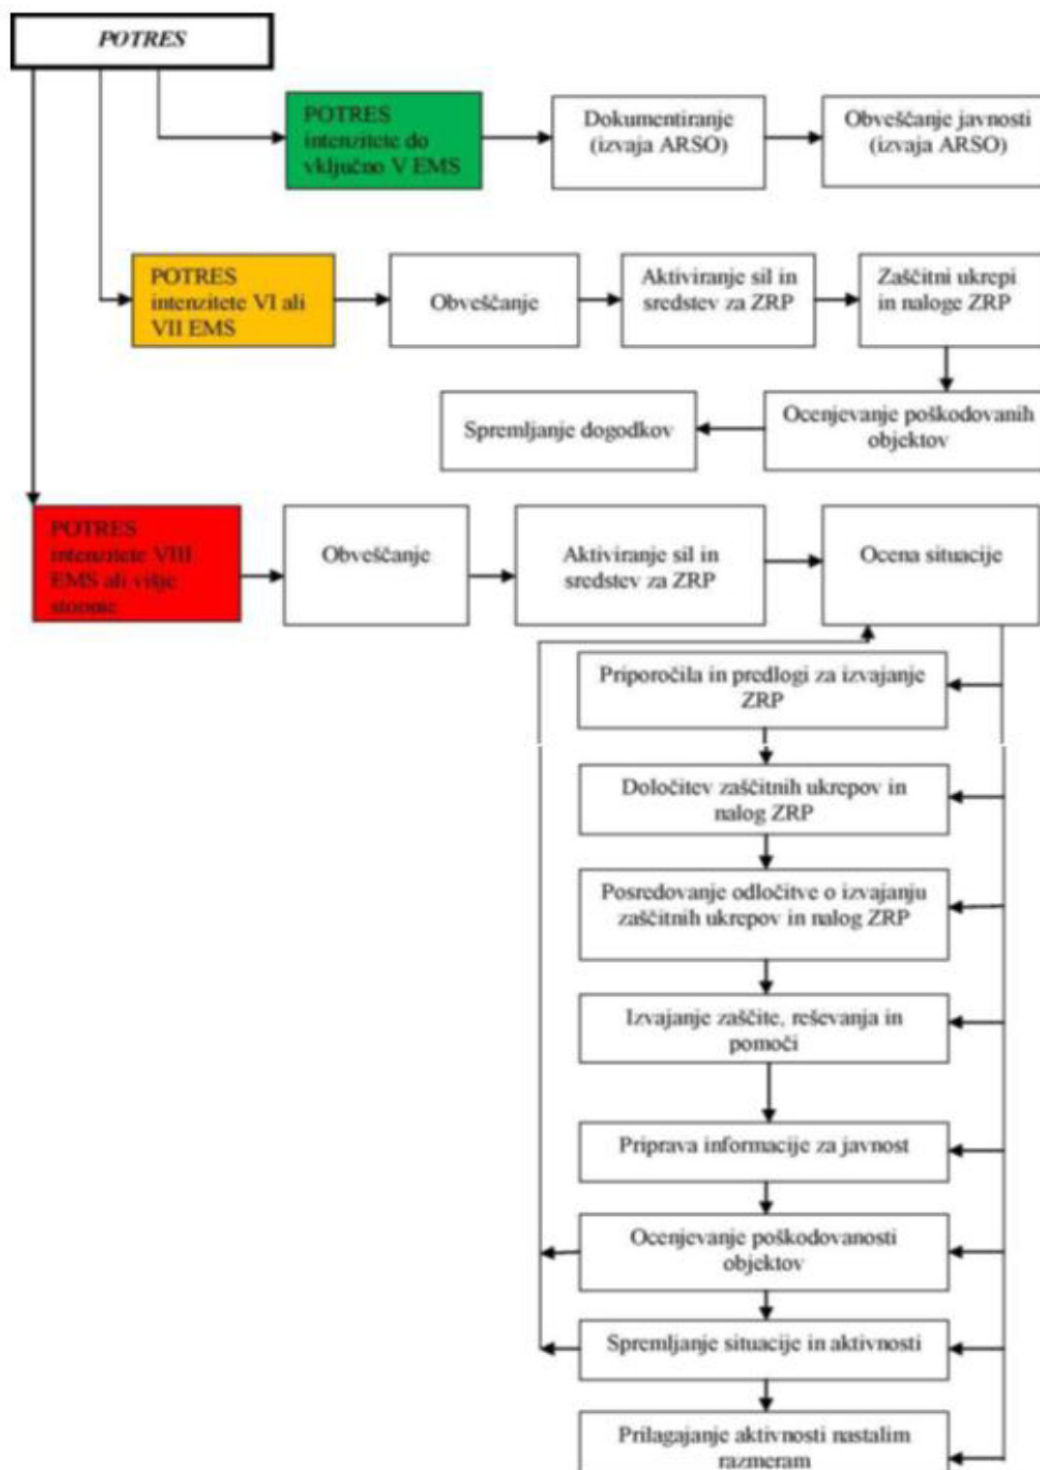 POTRES
POTRES
intenzitete do
vključno V EMS
Dokumentiranje
(izvaja ARSO)
Obveščanje javnosti
(izvaja ARSO)
POTRES
intenzitete VI ali
VII EMS
Obveščanje
Aktiviranje sil in
sredstev za ZRP
Zaščitni ukrepi
in naloge ZRP
Ocenjevanje poškodovanih
objektov
Spremljanje dogodkov
POTRES
intenzitete VIII
EMS ali višje
stopnje
Obveščanje
Aktiviranje sil in
sredstev za ZRP
Ocena situacije
Priporočila in predlogi za izvajanje
ZRP
Določitev zaščitnih ukrepov in
nalog ZRP
Posredovanje odločitve o izvajanju
zaščitnih ukrepov in nalog ZRP
Izvajanje zaščite, reševanja in
pomoči
Priprava informacije za javnost
Ocenjevanje poškodovanosti
objektov
Spremljanje situacije in aktivnosti
Prilagajanje aktivnosti nastalim
razmeram